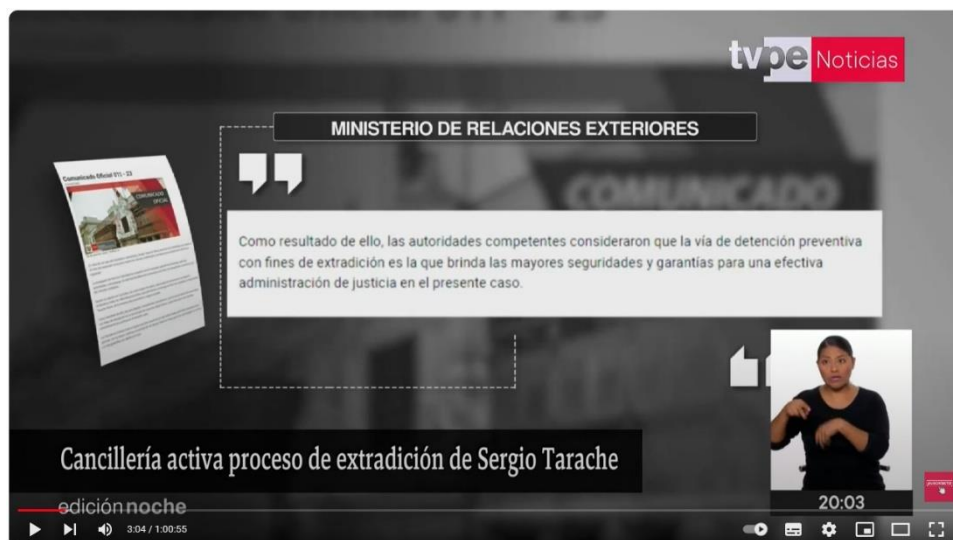 tvpe Noticias
MINISTERIO DE RELACIONES EXTERIORES
Comunicado Oficial 011 - 23
COMUNICADO
OFICIAL
COMUNICADO
Como resultado de ello, las autoridades competentes consideraron que la vía de detención preventiva
con fines de extradición es la que brinda las mayores seguridades y garantías para una efectiva
administración de justicia en el presente caso.
Cancillería activa proceso de extradición de Sergio Tarache
edición noche
20:03
3:04 / 1:00:55